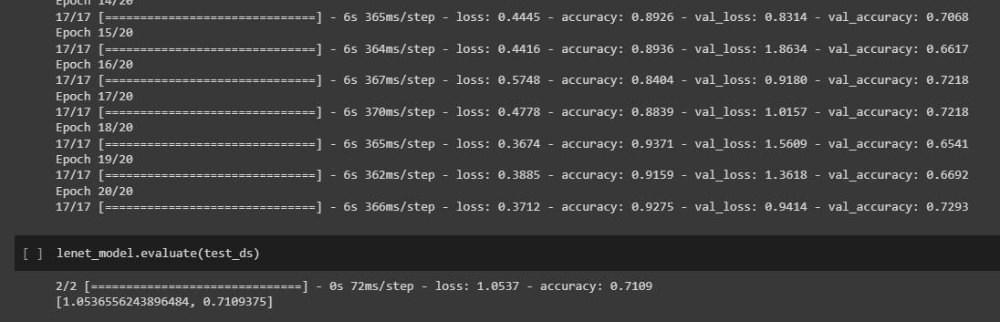 Epoch 14/20
17/17 [==============================] - 6s 365ms/step - loss: 0.4445 - accuracy: 0.8926 - val_loss: 0.8314 - val_accuracy: 0.7068
Epoch 15/20
17/17 [==============================] - 6s 364ms/step - loss: 0.4416 - accuracy: 0.8936 - val_loss: 1.8634 - val_accuracy: 0.6617
Epoch 16/20
17/17 [==============================] - 6s 367ms/step - loss: 0.5748 - accuracy: 0.8404 - val_loss: 0.9180 - val_accuracy: 0.7218
Epoch 17/20
17/17 [==============================] - 6s 370ms/step - loss: 0.4778 - accuracy: 0.8839 - val_loss: 1.0157 - val_accuracy: 0.7218
Epoch 18/20
17/17 [==============================] - 6s 365ms/step - loss: 0.3674 - accuracy: 0.9371 - val_loss: 1.5609 - val_accuracy: 0.6541
Epoch 19/20
17/17 [==============================] - 6s 362ms/step - loss: 0.3885 - accuracy: 0.9159 - val_loss: 1.3618 - val_accuracy: 0.6692
Epoch 20/20
17/17 [==============================] - 6s 366ms/step - loss: 0.3712 - accuracy: 0.9275 - val_loss: 0.9414 - val_accuracy: 0.7293
[ ] lenet_model.evaluate(test_ds)
2/2 [==============================] - 0s 72ms/step - loss: 1.0537 - accuracy: 0.7109
[1.0536556243896484, 0.7109375]